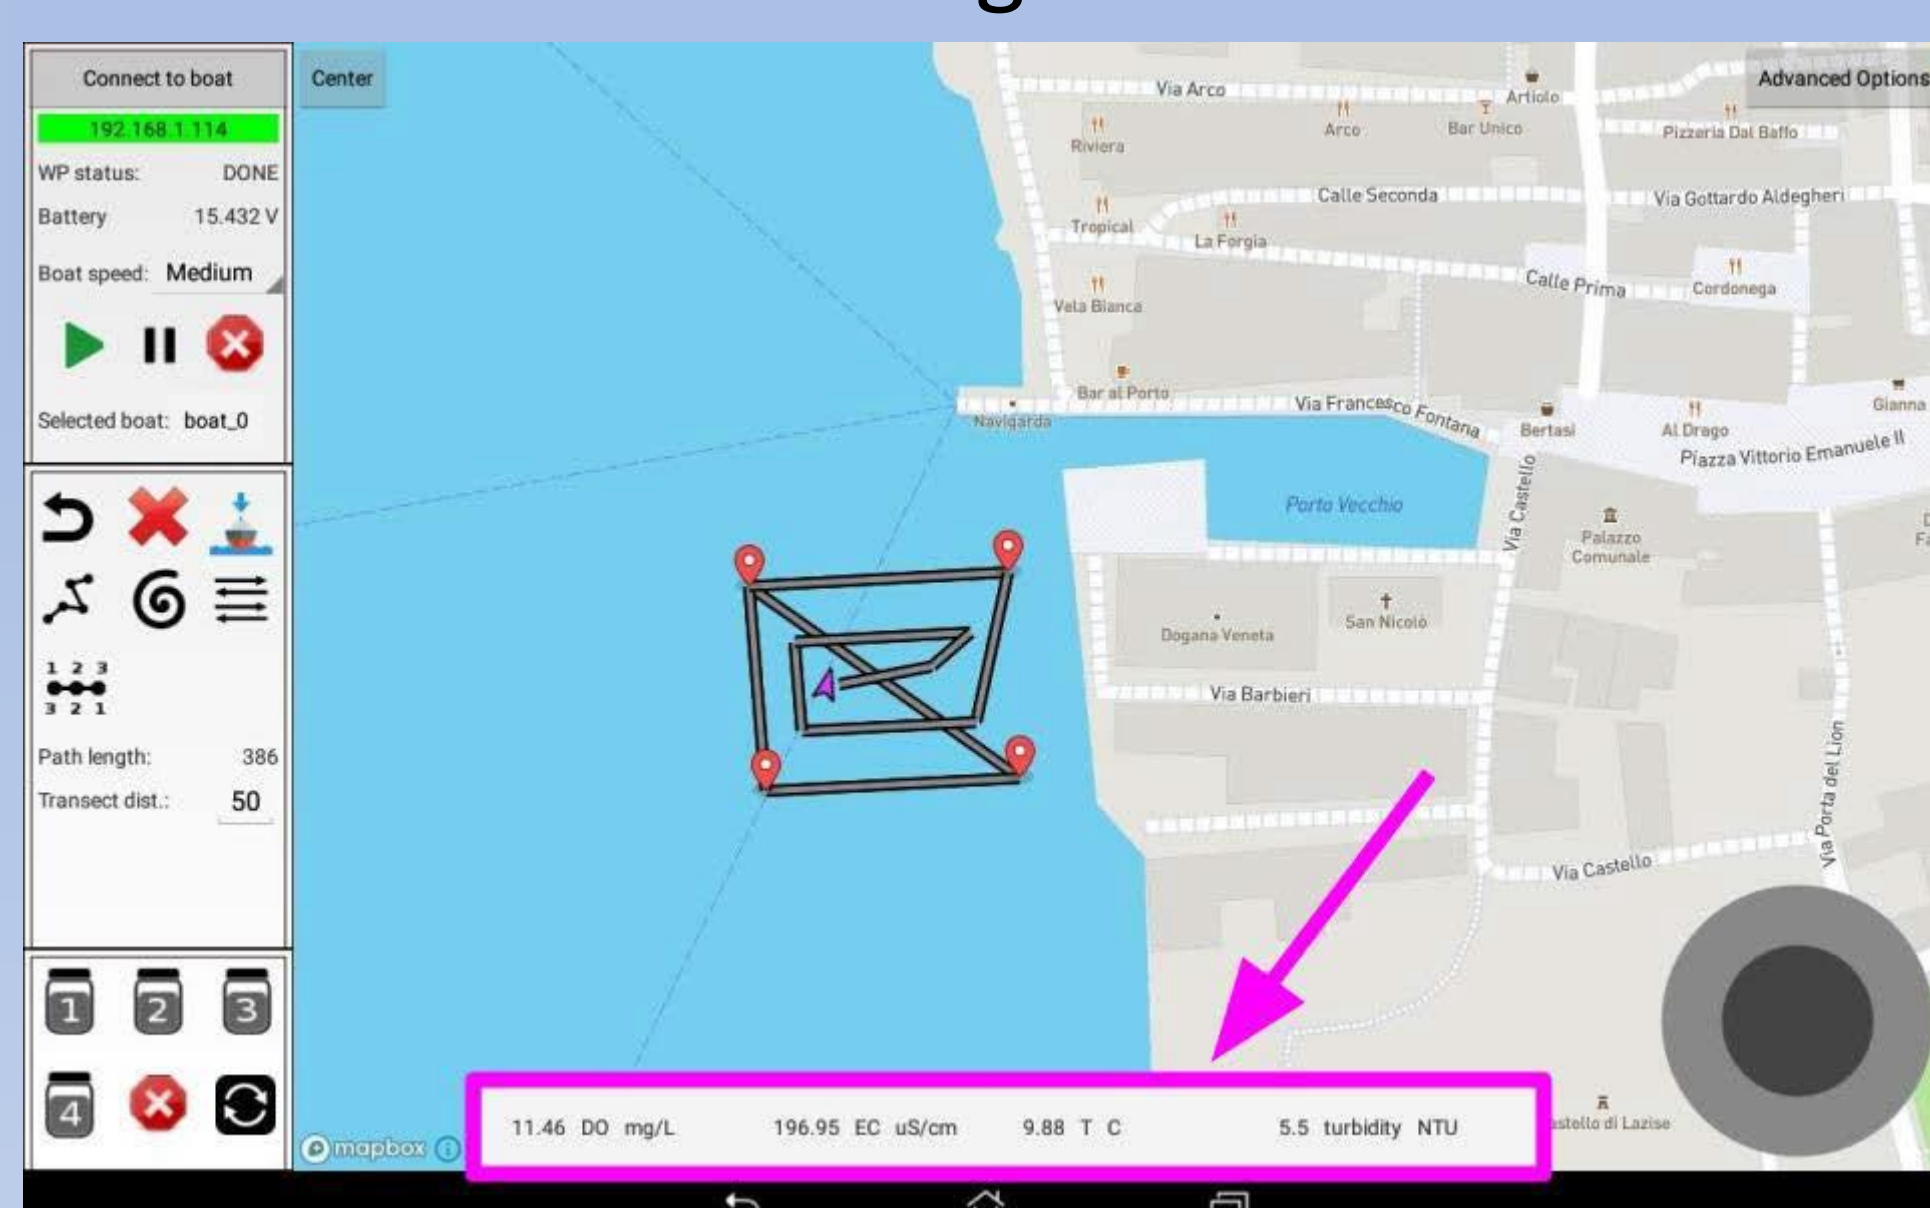 g
Connect to boat
192.168.1.114
WP status: DONE
Battery 15.432 V
Boat speed: Medium
Selected boat: boat_0
1 2 3
3 2 1
Path length: 386
Transect dist.: 50
1 2 3
4
Center
Advanced Options
Via Arco
Artiolo
Riviera
Arco
Bar Unico
Pizzeria Dal Baffo
Calle Seconda
Via Gottardo Aldegheri
Tropical
La Forgia
Calle Prima
Cordonega
Vela Bianca
Bar al Porto
Navigarda
Via Francesco Fontana
Bertasi
Al Drago
Gianna
Piazza Vittorio Emanuele II
Porto Vecchio
Via Castello
Palazzo
Comunale
San Nicolò
Dogana Veneta
Via Barbieri
Via Porta del Lion
Via Castello
astello di Lazise
mapbox
11.46 DO mg/L 196.95 EC uS/cm 9.88 T C 5.5 turbidity NTU